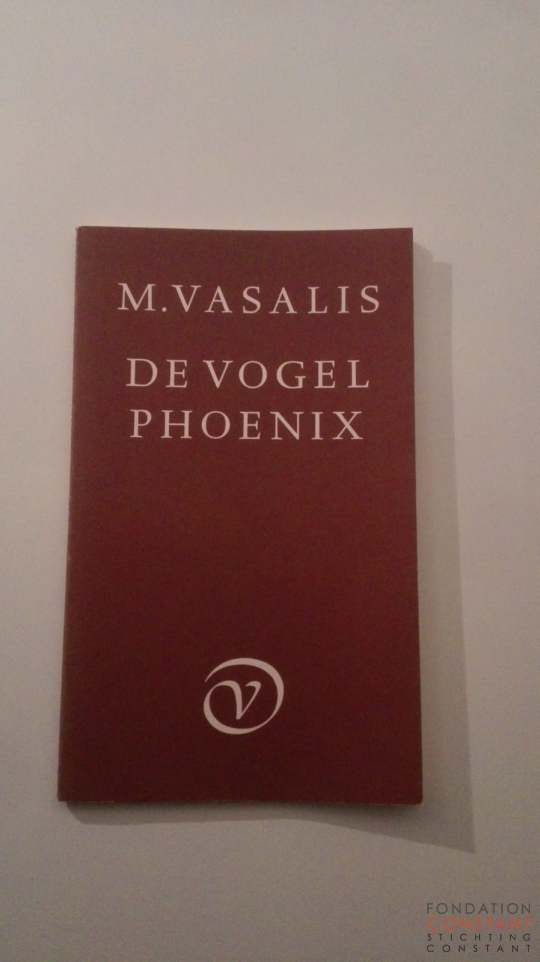 M. VASALIS
DE VOGEL
PHOENIX
V
FONDATION
CONSTANT
STICHTING
CONSTANT